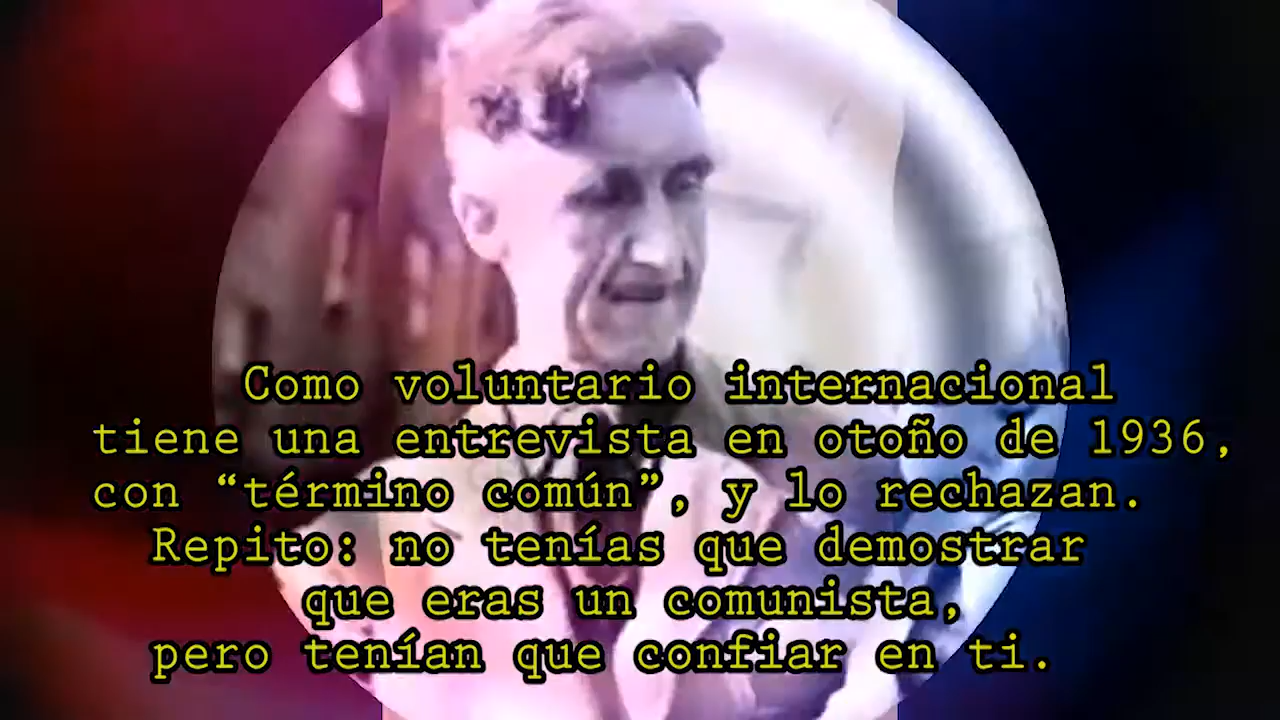 Como voluntario internacional
tiene una entrevista en otoño de 1936,
con “término común”, y lo rechazan.
Repito: no tenías que demostrar
que eras un comunista,
pero tenían que confiar en ti.